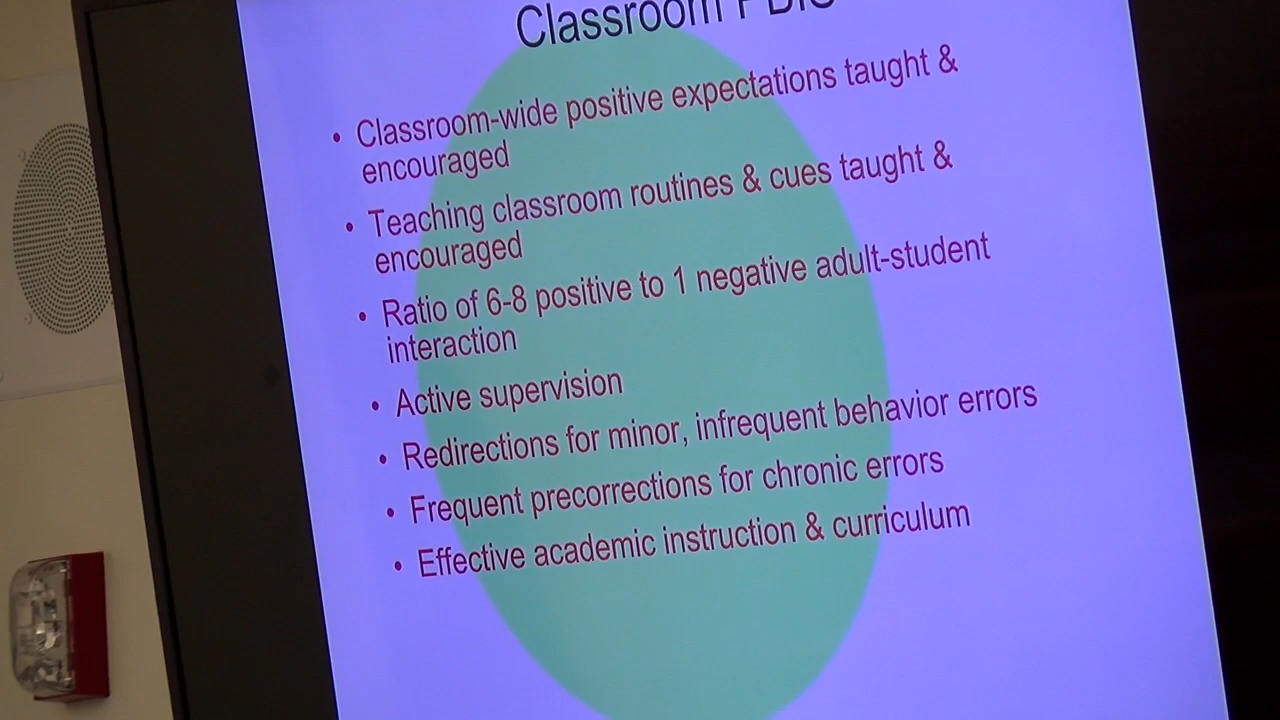 Classroom PBIS
• Classroom-wide positive expectations taught &
encouraged
• Teaching classroom routines & cues taught &
encouraged
• Ratio of 6-8 positive to 1 negative adult-student
interaction
• Active supervision
• Redirections for minor, infrequent behavior errors
• Frequent precorrections for chronic errors
• Effective academic instruction & curriculum